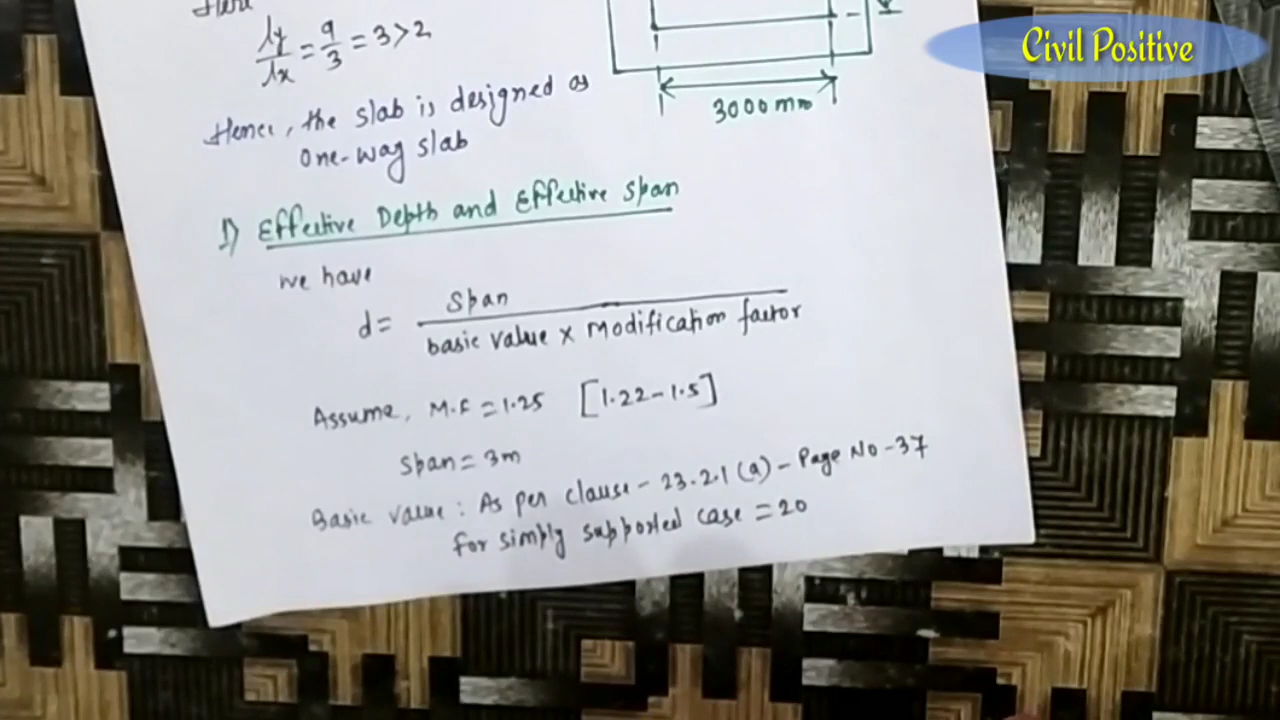 Here
ly/lx = 9/3 = 3 > 2
3000 mm
Hence, the slab is designed as
one-way slab
1) Effective Depth and Effective Span
we have
d = Span / basic value x Modification factor
Assume, M.F = 1.25 [1.22 - 1.5]
Span = 3m
Basic value : As per clause - 23.2.1 (a) - Page No - 37
for simply supported case = 20
Civil Positive